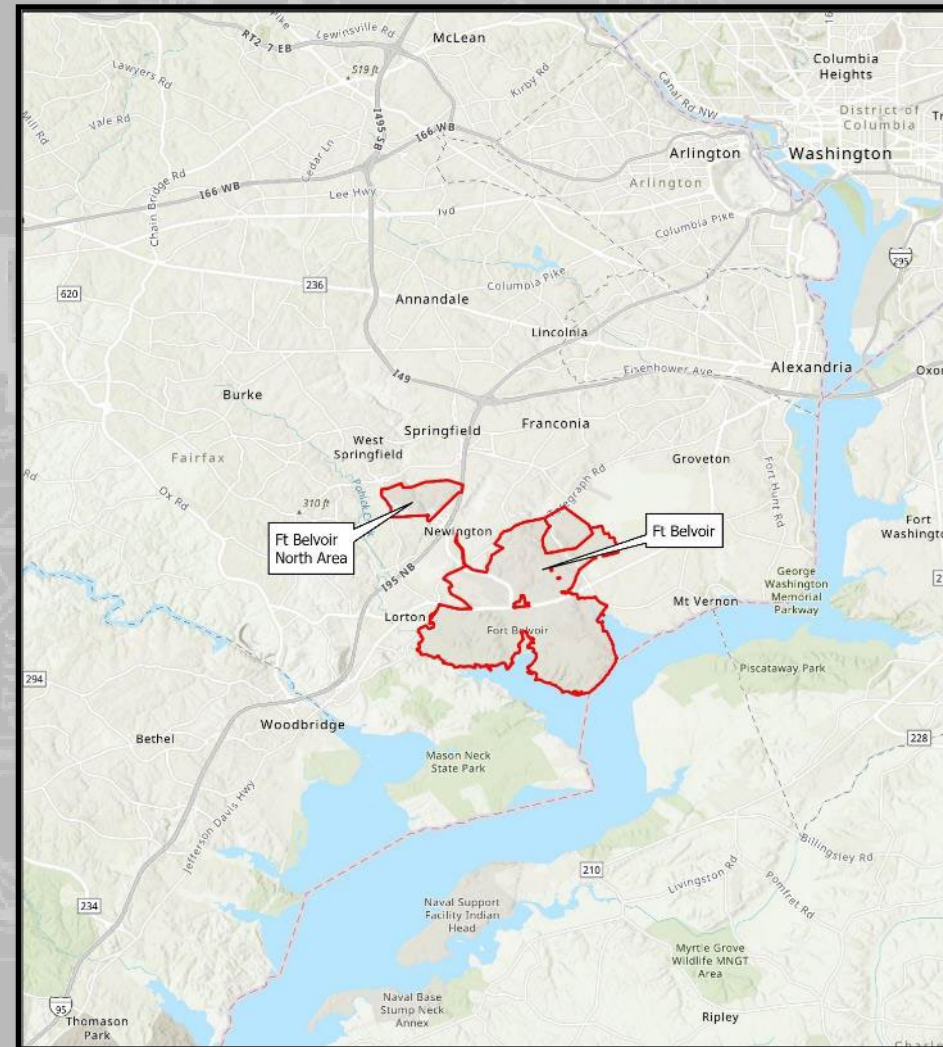 McLean
Lewinsville Rd
RT2 7 EB
Lawyers Rd
519 ft
Kirby Rd
Canal Rd NW
Columbia
Heights
District of
Columbia
Mill Rd
Vale Rd
Cedar Ln
I495 SB
I66 WB
Arlington
Washington
Arlington
Chain Bridge Rd
I66 WB
Lee Hwy
lvd
Columbia Pike
295
620
236
Annandale
Columbia Pike
Lincolnia
Eisenhower Ave
Alexandria
Oxo
I49
Burke
Springfield
Franconia
West
Springfield
Groveton
Fairfax
Ox Rd
310 ft
Fort Hunt Rd
Fort
Washingt
Ft Belvoir
North Area
Newington
Ft Belvoir
I95 NB
George
Washington
Memorial
Parkway
Mt Vernon
Lorton
Fort Belvoir
Piscataway Park
294
Woodbridge
Bethel
228
Mason Neck
State Park
Jefferson Davis Hwy
Billingsley Rd
210
Livingston Rd
Pomfret Rd
234
Naval Support
Facility Indian
Head
Myrtle Grove
Wildlife MNGT
Area
Naval Base
Stump Neck
Annex
Ripley
95
Thomason
Park